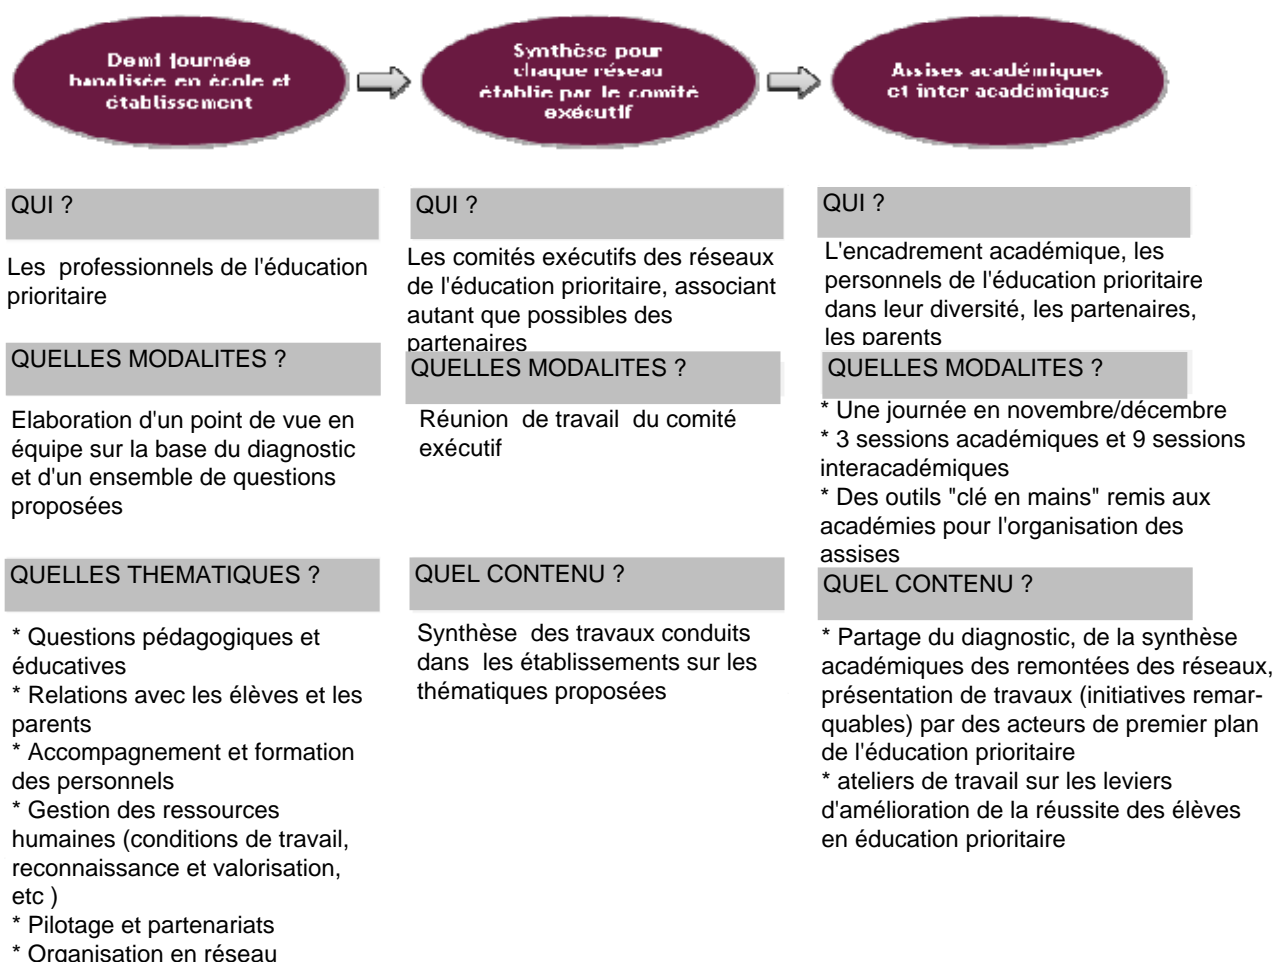 Demi journée
banalisée en école et
établissement
Synthèse pour
chaque réseau
établie par le comité
exécutif
Assises académiques
et inter académiques
QUI ?
Les professionnels de l'éducation
prioritaire
QUELLES MODALITES ?
Elaboration d'un point de vue en
équipe sur la base du diagnostic
et d'un ensemble de questions
proposées
QUELLES THEMATIQUES ?
* Questions pédagogiques et
éducatives
* Relations avec les élèves et les
parents
* Accompagnement et formation
des personnels
* Gestion des ressources
humaines (conditions de travail,
reconnaissance et valorisation,
etc )
* Pilotage et partenariats
* Organisation en réseau
QUI ?
Les comités exécutifs des réseaux
de l'éducation prioritaire, associant
autant que possibles des
partenaires
QUELLES MODALITES ?
Réunion de travail du comité
exécutif
QUEL CONTENU ?
Synthèse des travaux conduits
dans les établissements sur les
thématiques proposées
QUI ?
L'encadrement académique, les
personnels de l'éducation prioritaire
dans leur diversité, les partenaires,
les parents
QUELLES MODALITES ?
* Une journée en novembre/décembre
* 3 sessions académiques et 9 sessions
interacadémiques
* Des outils "clé en mains" remis aux
académies pour l'organisation des
assises
QUEL CONTENU ?
* Partage du diagnostic, de la synthèse
académiques des remontées des réseaux,
présentation de travaux (initiatives remar-
quables) par des acteurs de premier plan
de l'éducation prioritaire
* ateliers de travail sur les leviers
d'amélioration de la réussite des élèves
en éducation prioritaire